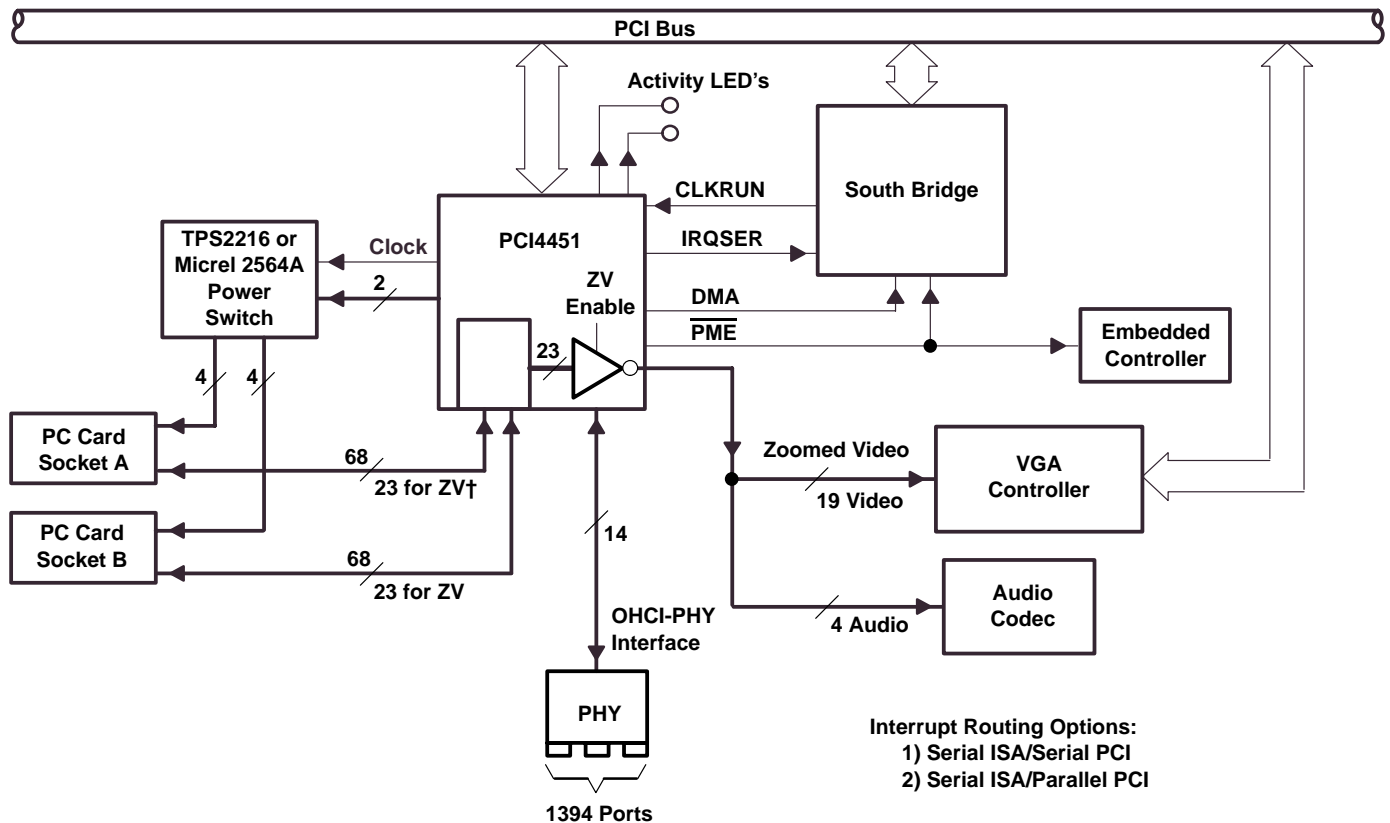 PCI Bus
Activity LED’s
CLKRUN
South Bridge
TPS2216 or
Micrel 2564A
Power
Switch
Clock
2
PCI4451
IRQSER
ZV
Enable
DMA
PME
Embedded
Controller
23
4
4
PC Card
Socket A
68
23 for ZV†
Zoomed Video
19 Video
VGA
Controller
PC Card
Socket B
68
23 for ZV
14
OHCI-PHY
Interface
4 Audio
Audio
Codec
PHY
1394 Ports
Interrupt Routing Options:
1) Serial ISA/Serial PCI
2) Serial ISA/Parallel PCI